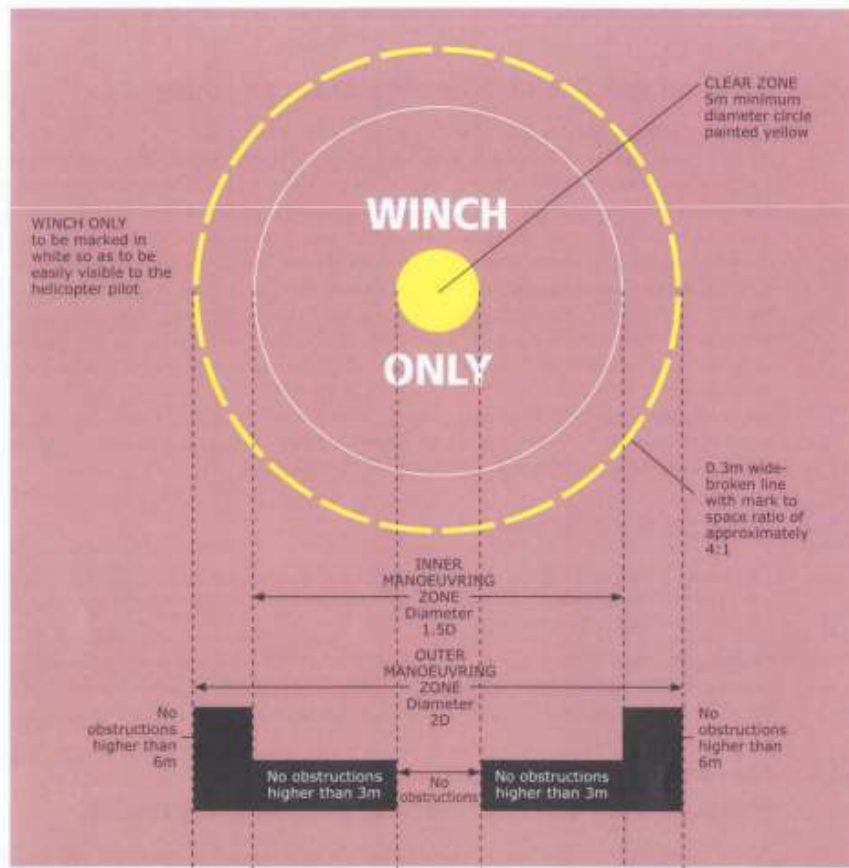 CLEAR ZONE
5m minimum
diameter circle
painted yellow
WINCH
WINCH ONLY
to be marked in
white so as to be
easily visible to the
helicopter pilot
ONLY
0.3m wide-
broken line
with mark to
space ratio of
approximately
4:1
INNER
MANOEUVRING
ZONE
Diameter
1.5D
OUTER
MANOEUVRING
ZONE
Diameter
2D
No
obstructions
higher than
6m
No obstructions
higher than 3m
No
obstructions
No obstructions
higher than 3m
No
obstructions
higher than
6m